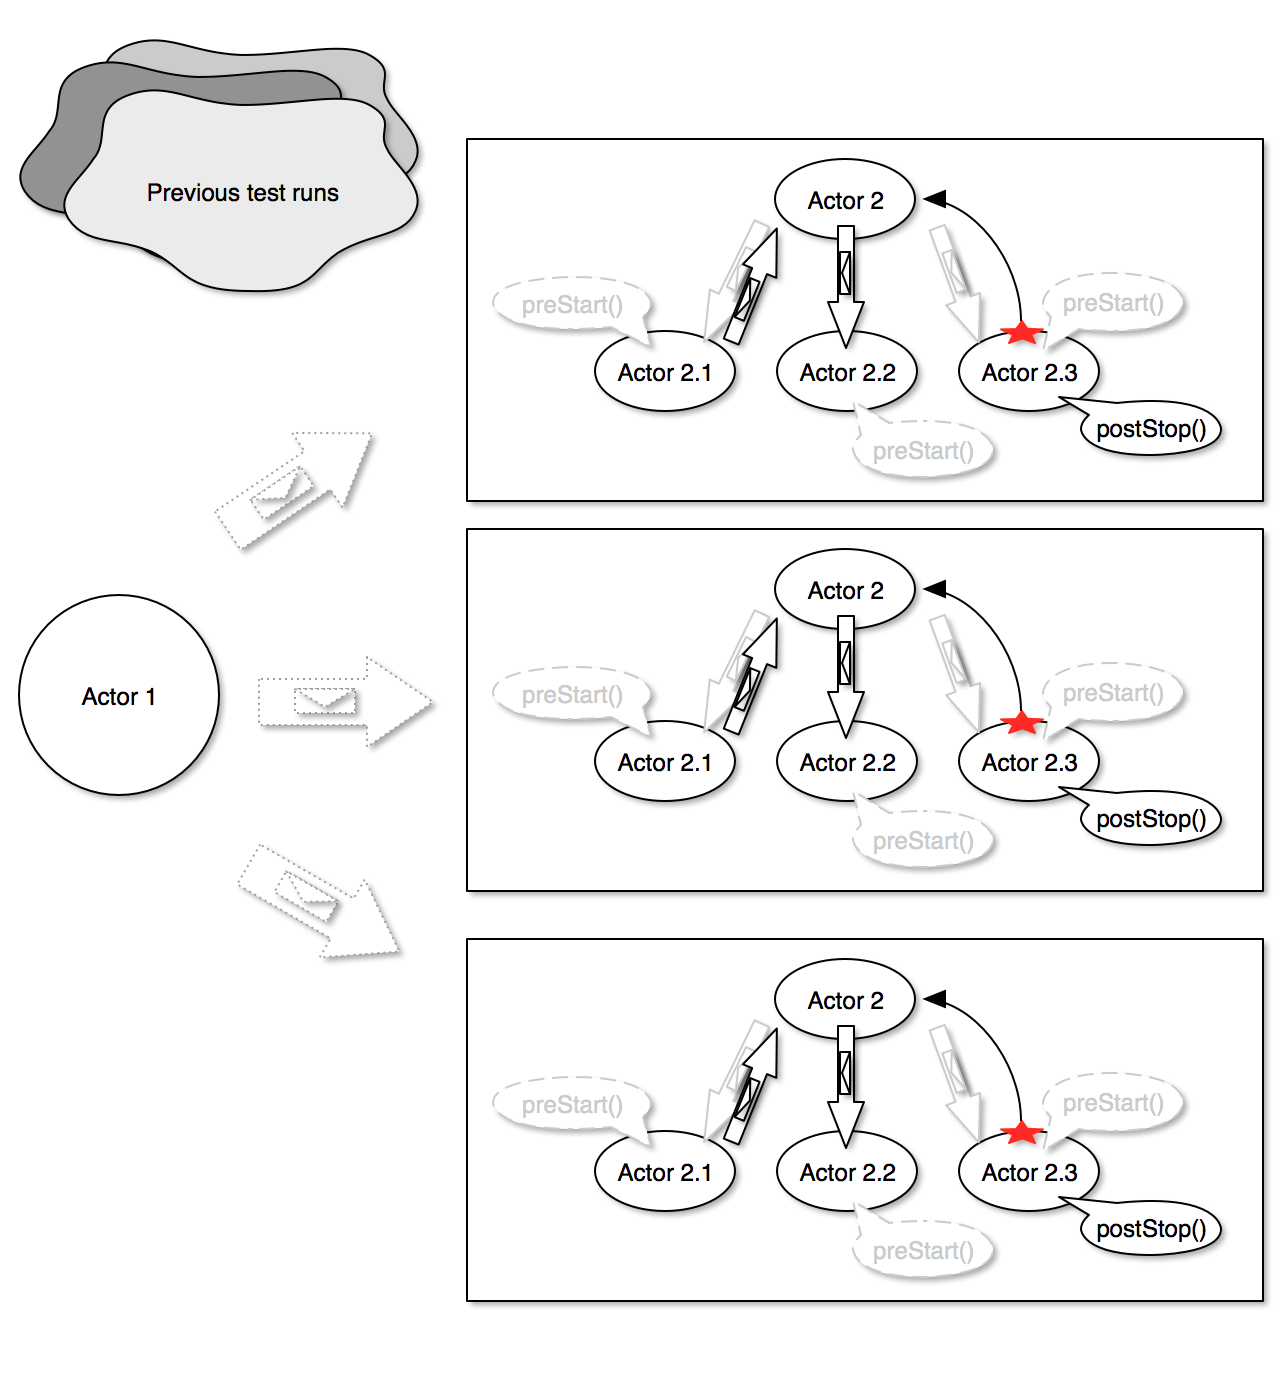 Previous test runs
Actor 2
preStart()
preStart()
Actor 2.1
Actor 2.2
Actor 2.3
postStop()
preStart()
Actor 1
Actor 2
preStart()
preStart()
Actor 2.1
Actor 2.2
Actor 2.3
postStop()
preStart()
Actor 2
preStart()
preStart()
Actor 2.1
Actor 2.2
Actor 2.3
postStop()
preStart()